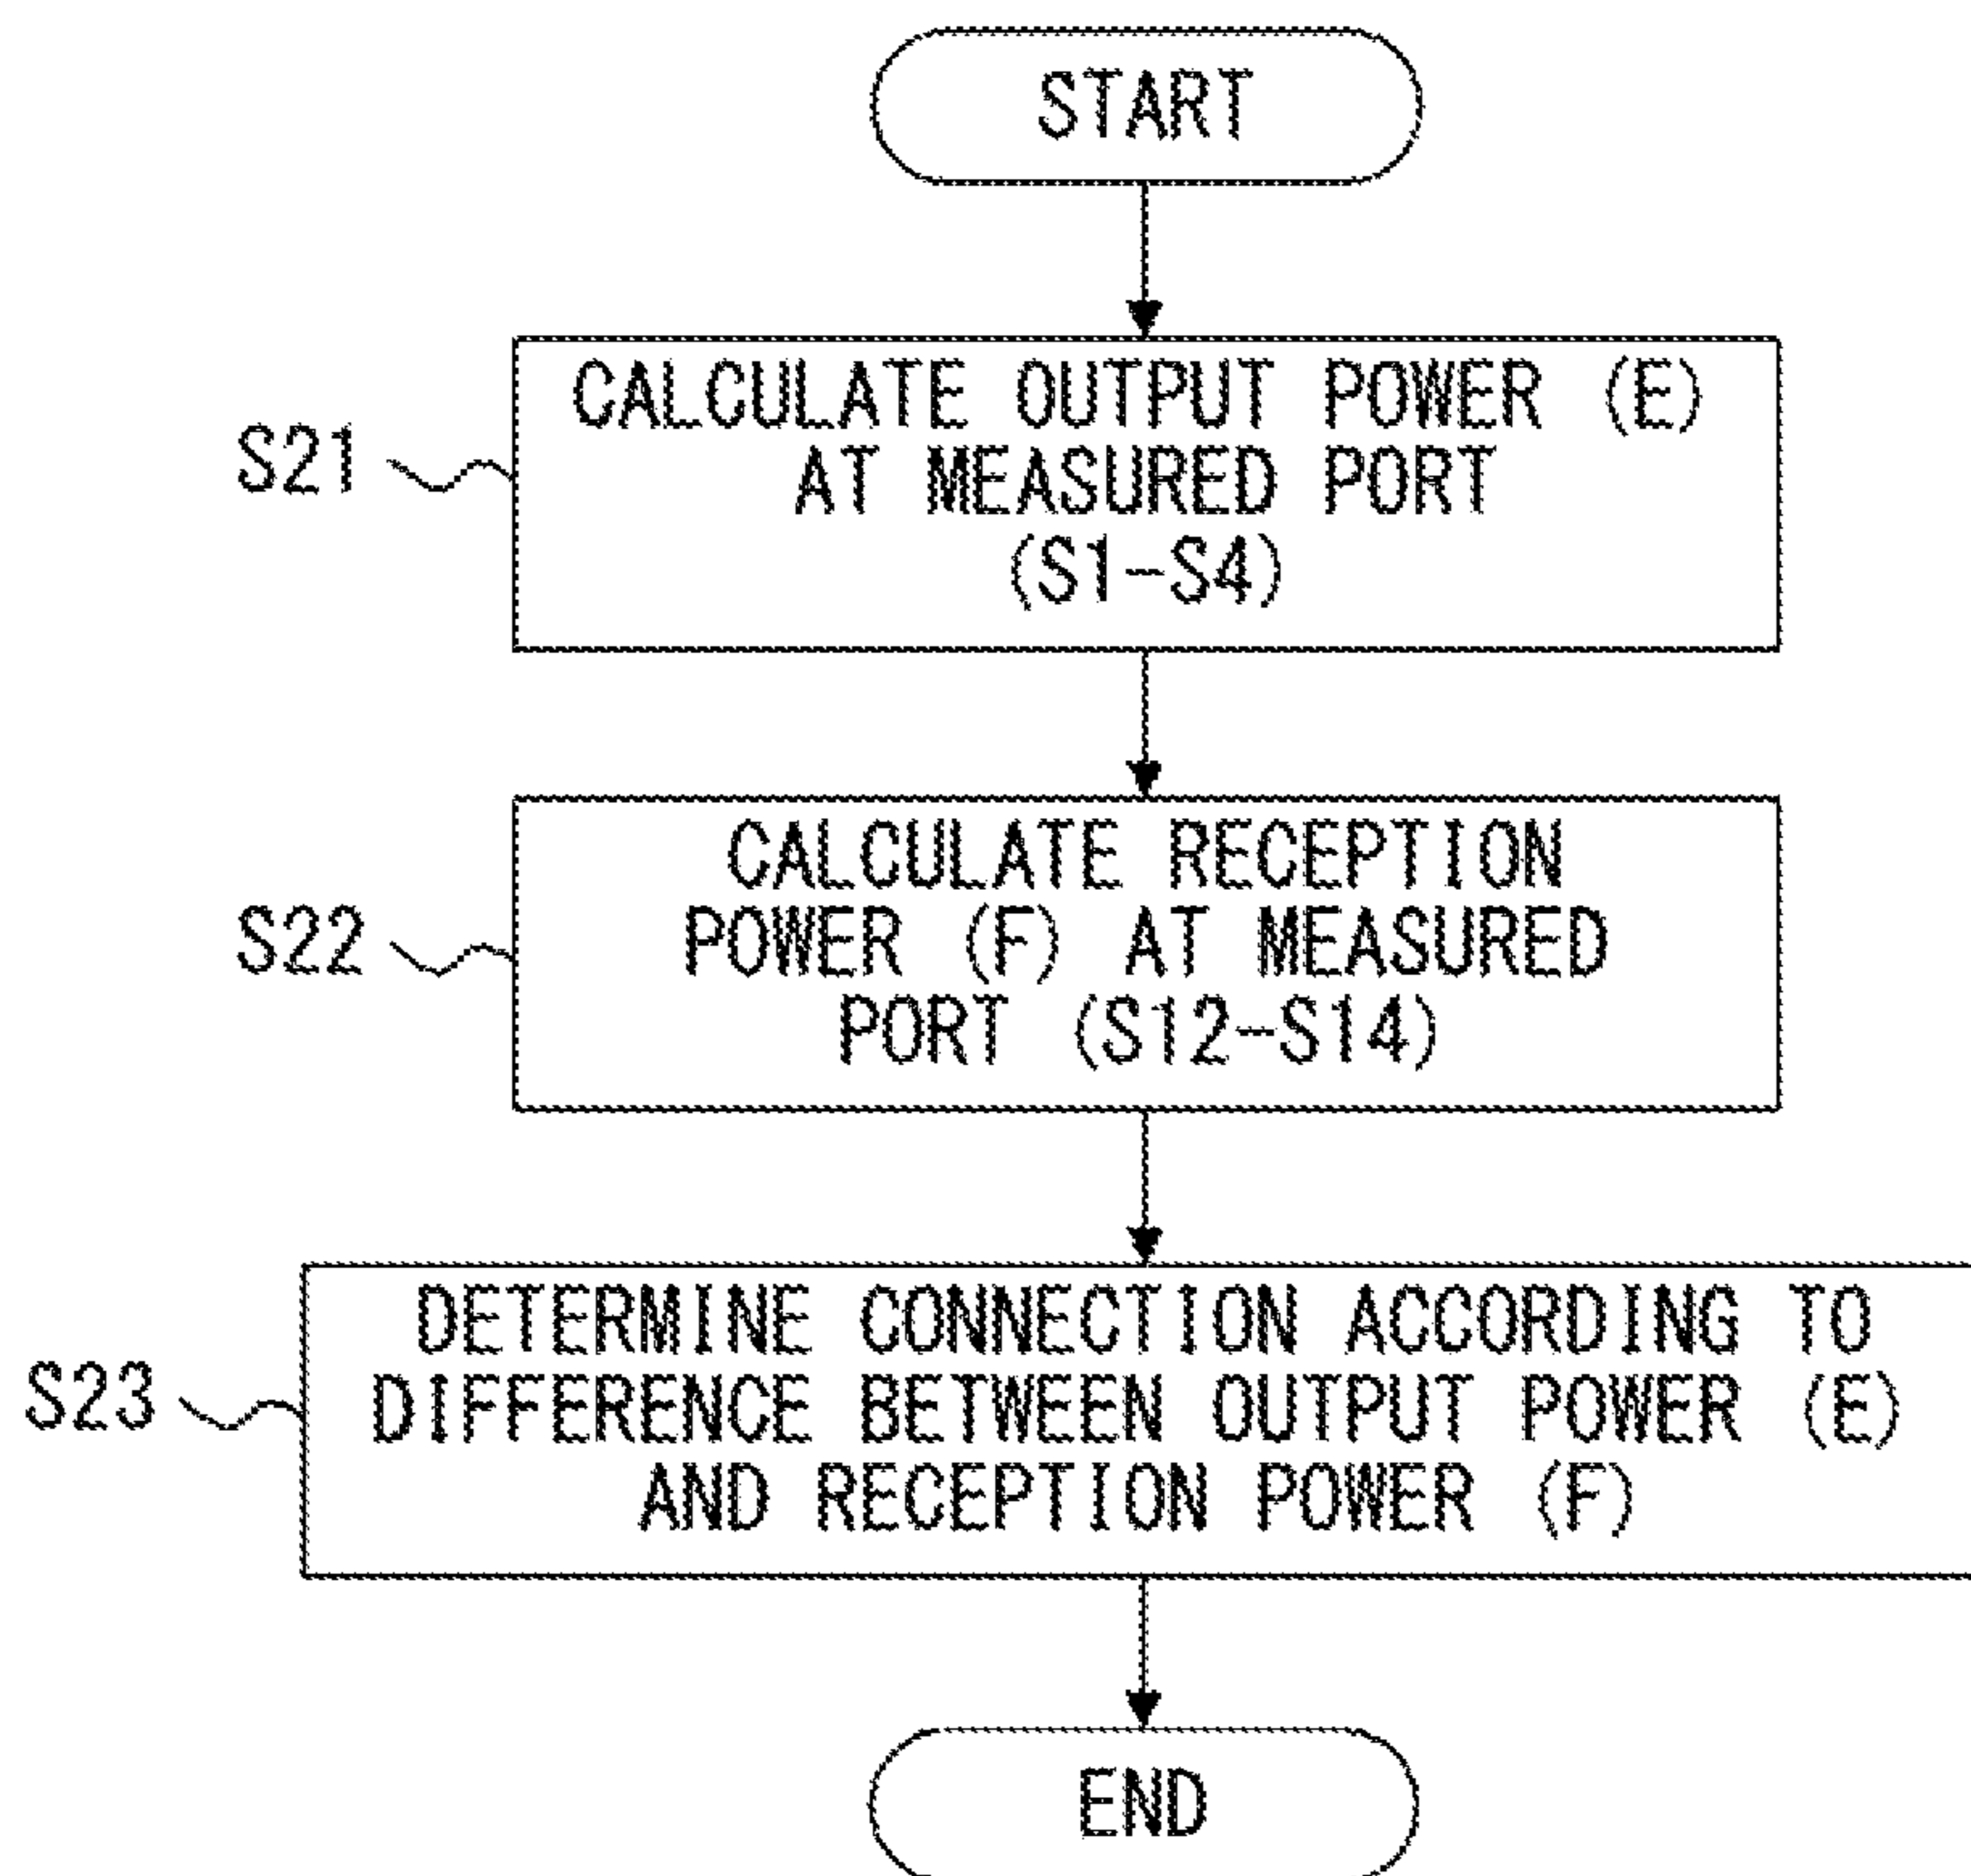 START
S21
CALCULATE OUTPUT POWER (E)
AT MEASURED PORT
(S1-S4)
S22
CALCULATE RECEPTION
POWER (F) AT MEASURED
PORT (S12-S14)
S23
DETERMINE CONNECTION ACCORDING TO
DIFFERENCE BETWEEN OUTPUT POWER (E)
AND RECEPTION POWER (F)
END